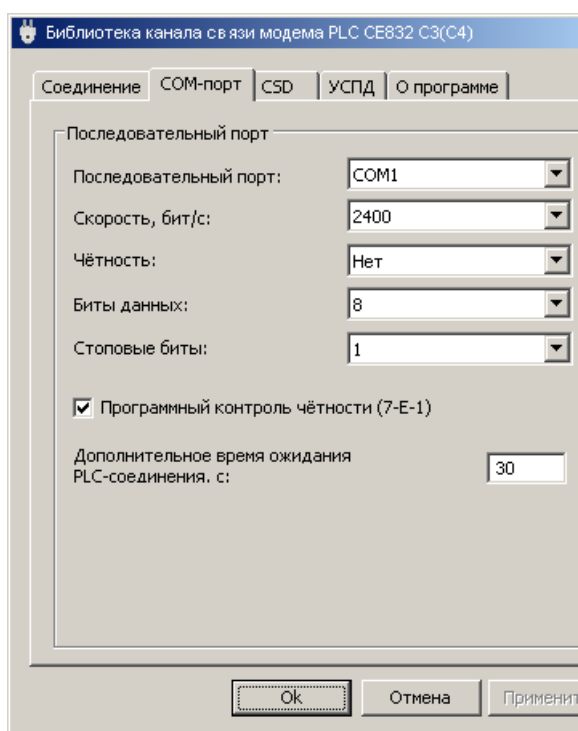 Библиотека канала связи модема PLC CE832 C3(C4)
Соединение COM-порт CSD УСПД О программе
Последовательный порт
Последовательный порт: COM1
Скорость, бит/с: 2400
Чётность: Нет
Биты данных: 8
Стоповые биты: 1
Программный контроль чётности (7-E-1)
Дополнительное время ожидания
PLC-соединения, с: 30
Ok Отмена Применит